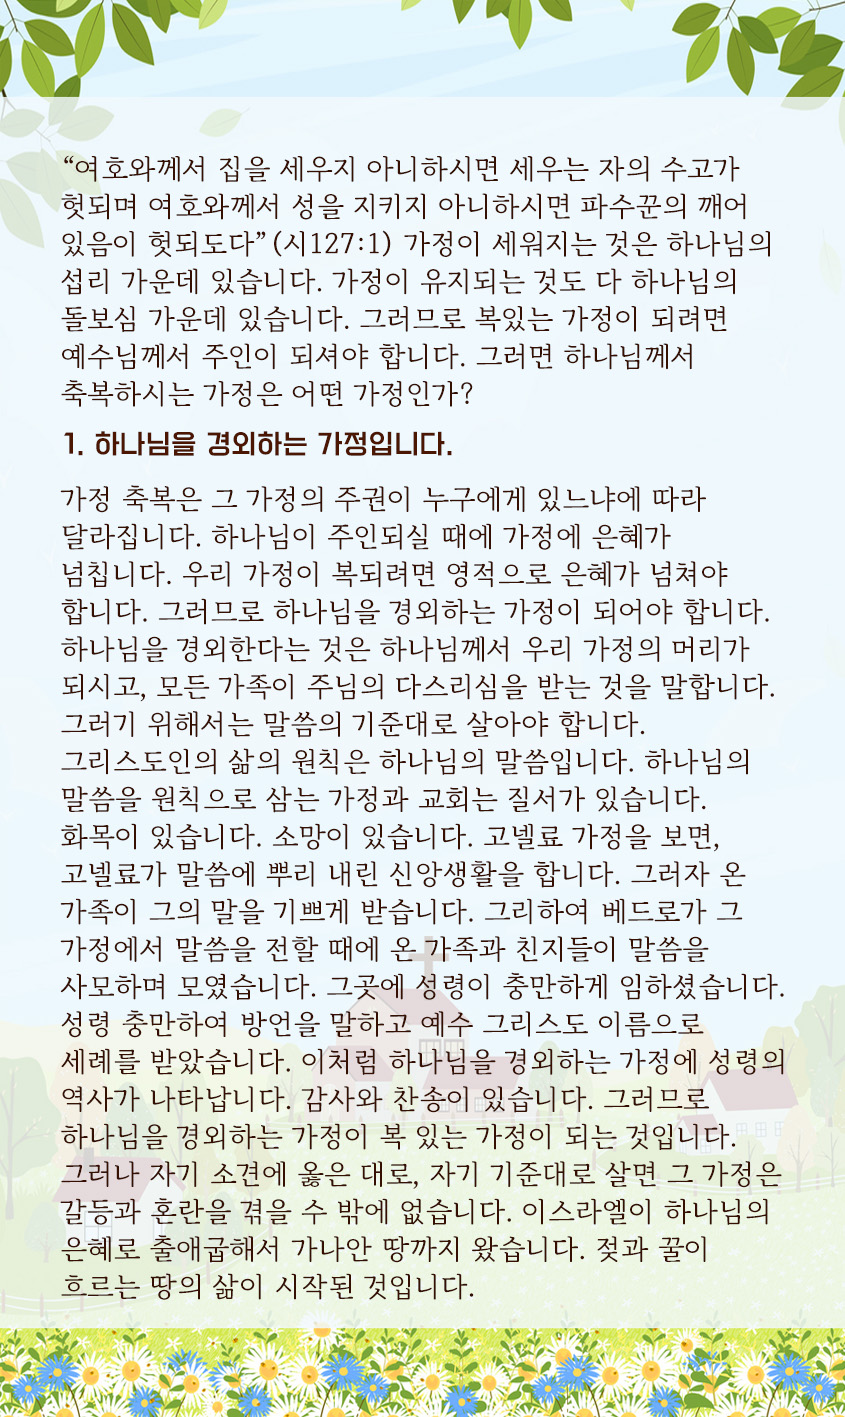 “여호와께서 집을 세우지 아니하시면 세우는 자의 수고가
헛되며 여호와께서 성을 지키지 아니하시면 파수꾼의 깨어
있음이 헛되도다”(시127:1) 가정이 세워지는 것은 하나님의
섭리 가운데 있습니다. 가정이 유지되는 것도 다 하나님의
돌보심 가운데 있습니다. 그러므로 복있는 가정이 되려면
예수님께서 주인이 되셔야 합니다. 그러면 하나님께서
축복하시는 가정은 어떤 가정인가?
1. 하나님을 경외하는 가정입니다.
가정 축복은 그 가정의 주권이 누구에게 있느냐에 따라
달라집니다. 하나님이 주인되실 때에 가정에 은혜가
넘칩니다. 우리 가정이 복되려면 영적으로 은혜가 넘쳐야
합니다. 그러므로 하나님을 경외하는 가정이 되어야 합니다.
하나님을 경외한다는 것은 하나님께서 우리 가정의 머리가
되시고, 모든 가족이 주님의 다스리심을 받는 것을 말합니다.
그러기 위해서는 말씀의 기준대로 살아야 합니다.
그리스도인의 삶의 원칙은 하나님의 말씀입니다. 하나님의
말씀을 원칙으로 삼는 가정과 교회는 질서가 있습니다.
화목이 있습니다. 소망이 있습니다. 고넬료 가정을 보면,
고넬료가 말씀에 뿌리 내린 신앙생활을 합니다. 그러자 온
가족이 그의 말을 기쁘게 받습니다. 그리하여 베드로가 그
가정에서 말씀을 전할 때에 온 가족과 친지들이 말씀을
사모하며 모였습니다. 그곳에 성령이 충만하게 임하셨습니다.
성령 충만하여 방언을 말하고 예수 그리스도 이름으로
세례를 받았습니다. 이처럼 하나님을 경외하는 가정에 성령의
역사가 나타납니다. 감사와 찬송이 있습니다. 그러므로
하나님을 경외하는 가정이 복 있는 가정이 되는 것입니다.
그러나 자기 소견에 옳은 대로, 자기 기준대로 살면 그 가정은
갈등과 혼란을 겪을 수 밖에 없습니다. 이스라엘이 하나님의
은혜로 출애굽해서 가나안 땅까지 왔습니다. 젖과 꿀이
흐르는 땅의 삶이 시작된 것입니다.